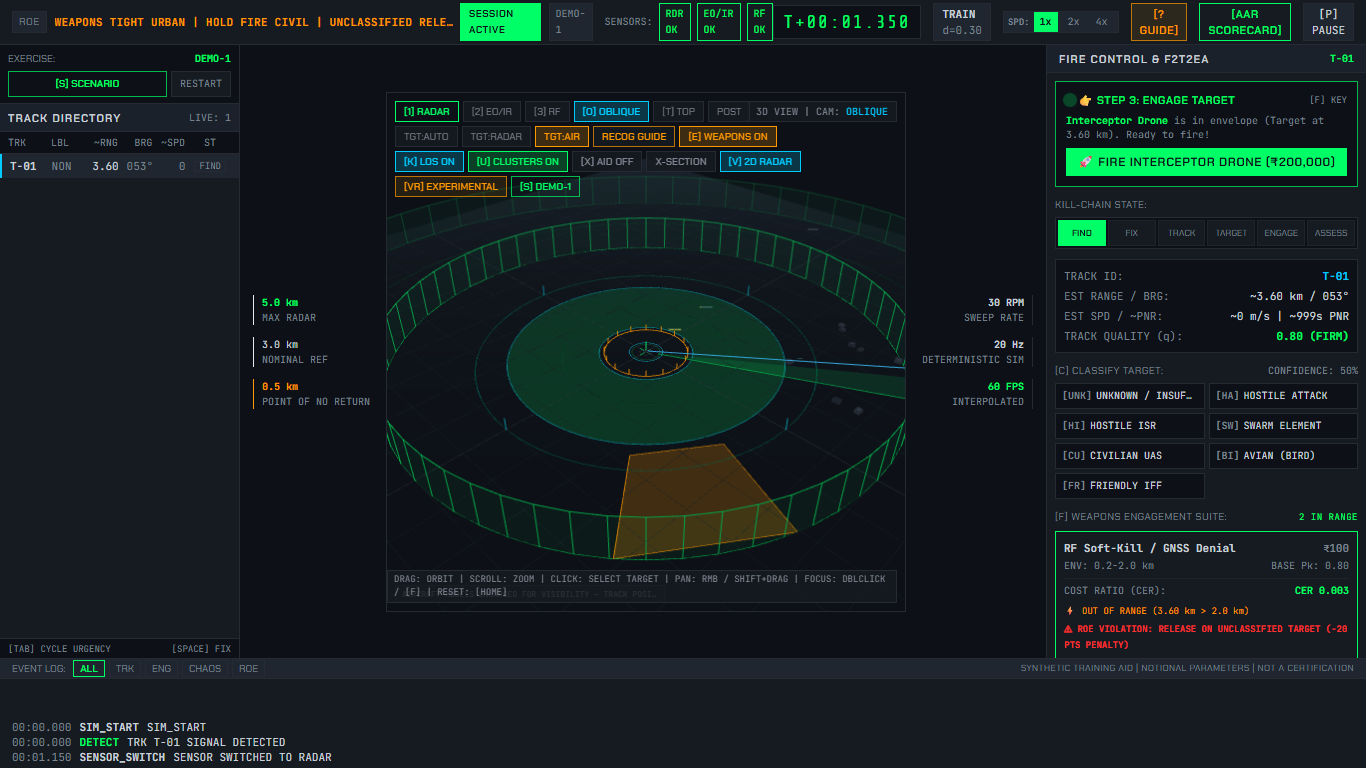 ROE
WEAPONS TIGHT URBAN | HOLD FIRE CIVIL | UNCLASSIFIED RELE…
SESSION ACTIVE
DEMO-1
SENSORS:
RDR OK
EO/IR OK
RF OK
T+00:01.350
TRAIN
d=0.30
SPD: 1x 2x 4x
[? GUIDE]
[AAR SCORECARD]
[P] PAUSE
EXERCISE: DEMO-1
[S] SCENARIO RESTART
TRACK DIRECTORY LIVE: 1
TRK LBL ~RNG BRG ~SPD ST
T-01 NON 3.60 053° 0 FIND
[TAB] CYCLE URGENCY [SPACE] FIX
[1] RADAR [2] EO/IR [3] RF [O] OBLIQUE [T] TOP POST 3D VIEW | CAM: OBLIQUE
TGT:AUTO TGT:RADAR TGT:AIR RECOG GUIDE [E] WEAPONS ON
[K] LOS ON [U] CLUSTERS ON [X] AID OFF X-SECTION [V] 2D RADAR
[VR] EXPERIMENTAL [S] DEMO-1
5.0 km
MAX RADAR
3.0 km
NOMINAL REF
0.5 km
POINT OF NO RETURN
30 RPM
SWEEP RATE
20 Hz
DETERMINISTIC SIM
60 FPS
INTERPOLATED
DRAG: ORBIT | SCROLL: ZOOM | CLICK: SELECT TARGET | PAN: RMB / SHIFT+DRAG | FOCUS: DBLCLICK
/ [F] | RESET: [HOME]
FIRE CONTROL & F2T2EA T-01
👉 STEP 3: ENGAGE TARGET [F] KEY
Interceptor Drone is in envelope (Target at
3.60 km). Ready to fire!
🚀 FIRE INTERCEPTOR DRONE (₹200,000)
KILL-CHAIN STATE:
FIND FIX TRACK TARGET ENGAGE ASSESS
TRACK ID: T-01
EST RANGE / BRG: ~3.60 km / 053°
EST SPD / ~PNR: ~0 m/s | ~999s PNR
TRACK QUALITY (q): 0.80 (FIRM)
[C] CLASSIFY TARGET: CONFIDENCE: 50%
[UNK] UNKNOWN / INSUF… [HA] HOSTILE ATTACK
[HI] HOSTILE ISR [SW] SWARM ELEMENT
[CU] CIVILIAN UAS [BI] AVIAN (BIRD)
[FR] FRIENDLY IFF
[F] WEAPONS ENGAGEMENT SUITE: 2 IN RANGE
RF Soft-Kill / GNSS Denial ₹100
ENV: 0.2-2.0 km BASE Pk: 0.80
COST RATIO (CER): CER 0.003
⚡ OUT OF RANGE (3.60 km > 2.0 km)
⚠ ROE VIOLATION: RELEASE ON UNCLASSIFIED TARGET (-20
PTS PENALTY)
EVENT LOG: ALL TRK ENG CHAOS ROE
SYNTHETIC TRAINING AID | NOTIONAL PARAMETERS | NOT A CERTIFICATION
00:00.000 SIM_START SIM_START
00:00.000 DETECT TRK T-01 SIGNAL DETECTED
00:01.150 SENSOR_SWITCH SENSOR SWITCHED TO RADAR